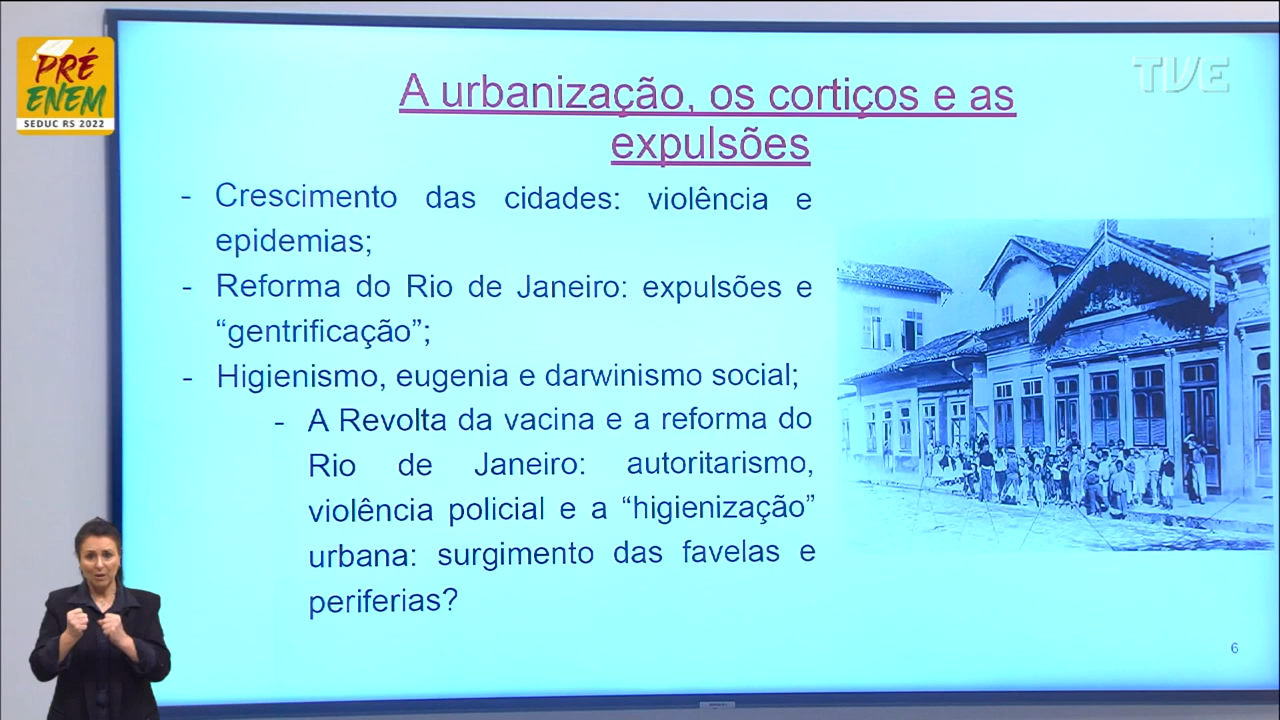 PRÉ
ENEM
SEDUC RS 2022
TVE
A urbanização, os cortiços e as
expulsões
- Crescimento das cidades: violência e
epidemias;
- Reforma do Rio de Janeiro: expulsões e
“gentrificação”;
- Higienismo, eugenia e darwinismo social;
- A Revolta da vacina e a reforma do
Rio de Janeiro: autoritarismo,
violência policial e a “higienização”
urbana: surgimento das favelas e
periferias?
6